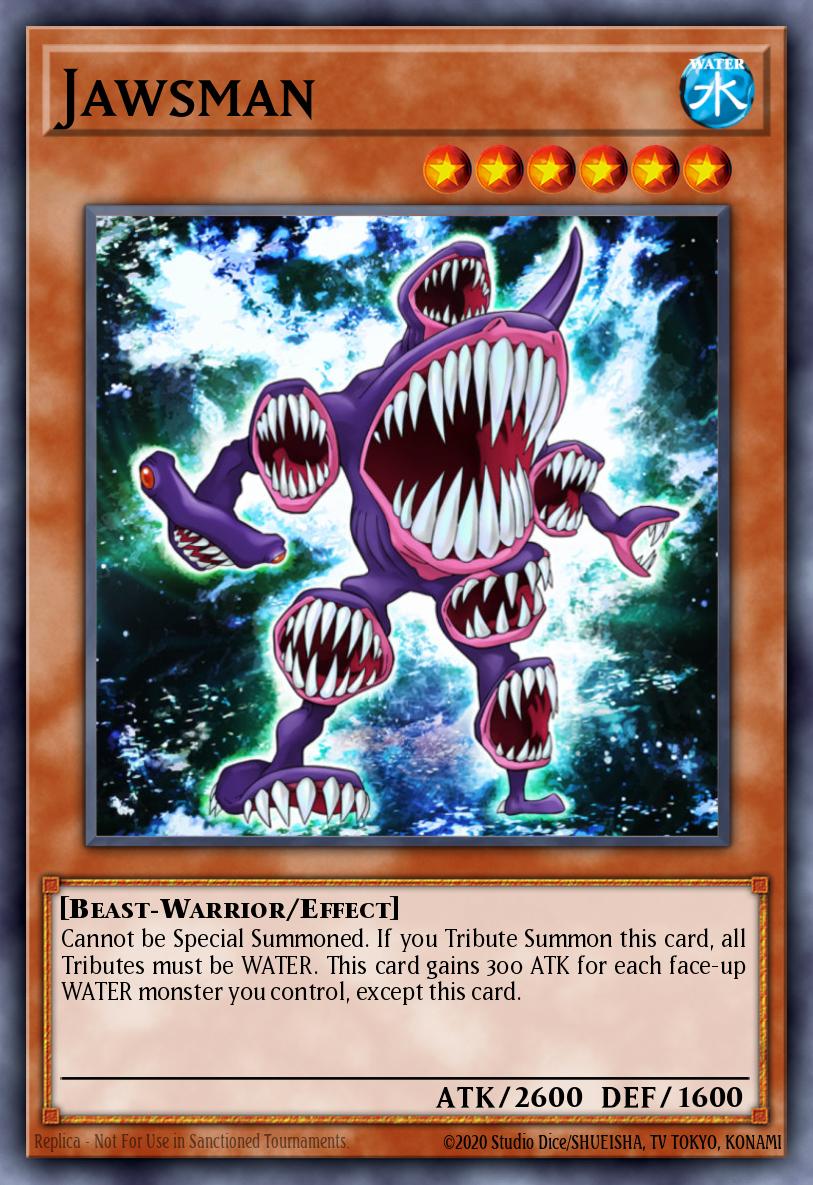 Jawsman
WATER
水
[Beast-Warrior/Effect]
Cannot be Special Summoned. If you Tribute Summon this card, all
Tributes must be WATER. This card gains 300 ATK for each face-up
WATER monster you control, except this card.
ATK/2600 DEF/1600
Replica - Not For Use in Sanctioned Tournaments.
©2020 Studio Dice/SHUEISHA, TV TOKYO, KONAMI